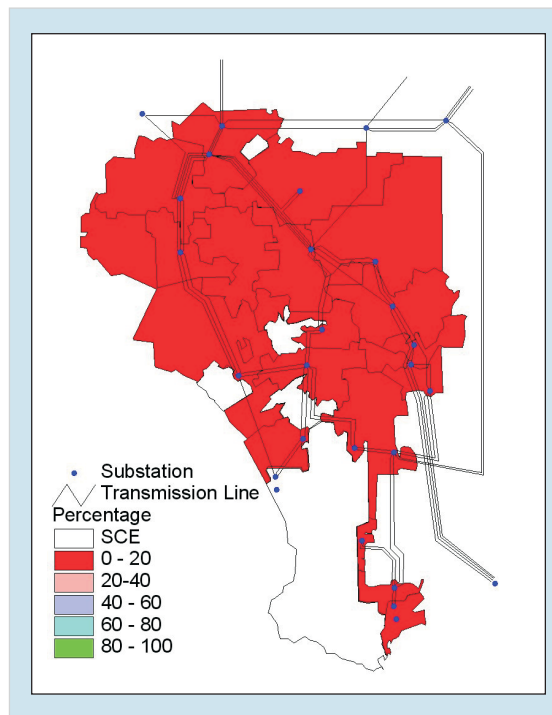 Substation
Transmission Line
Percentage
SCE
0 - 20
20-40
40 - 60
60 - 80
80 - 100